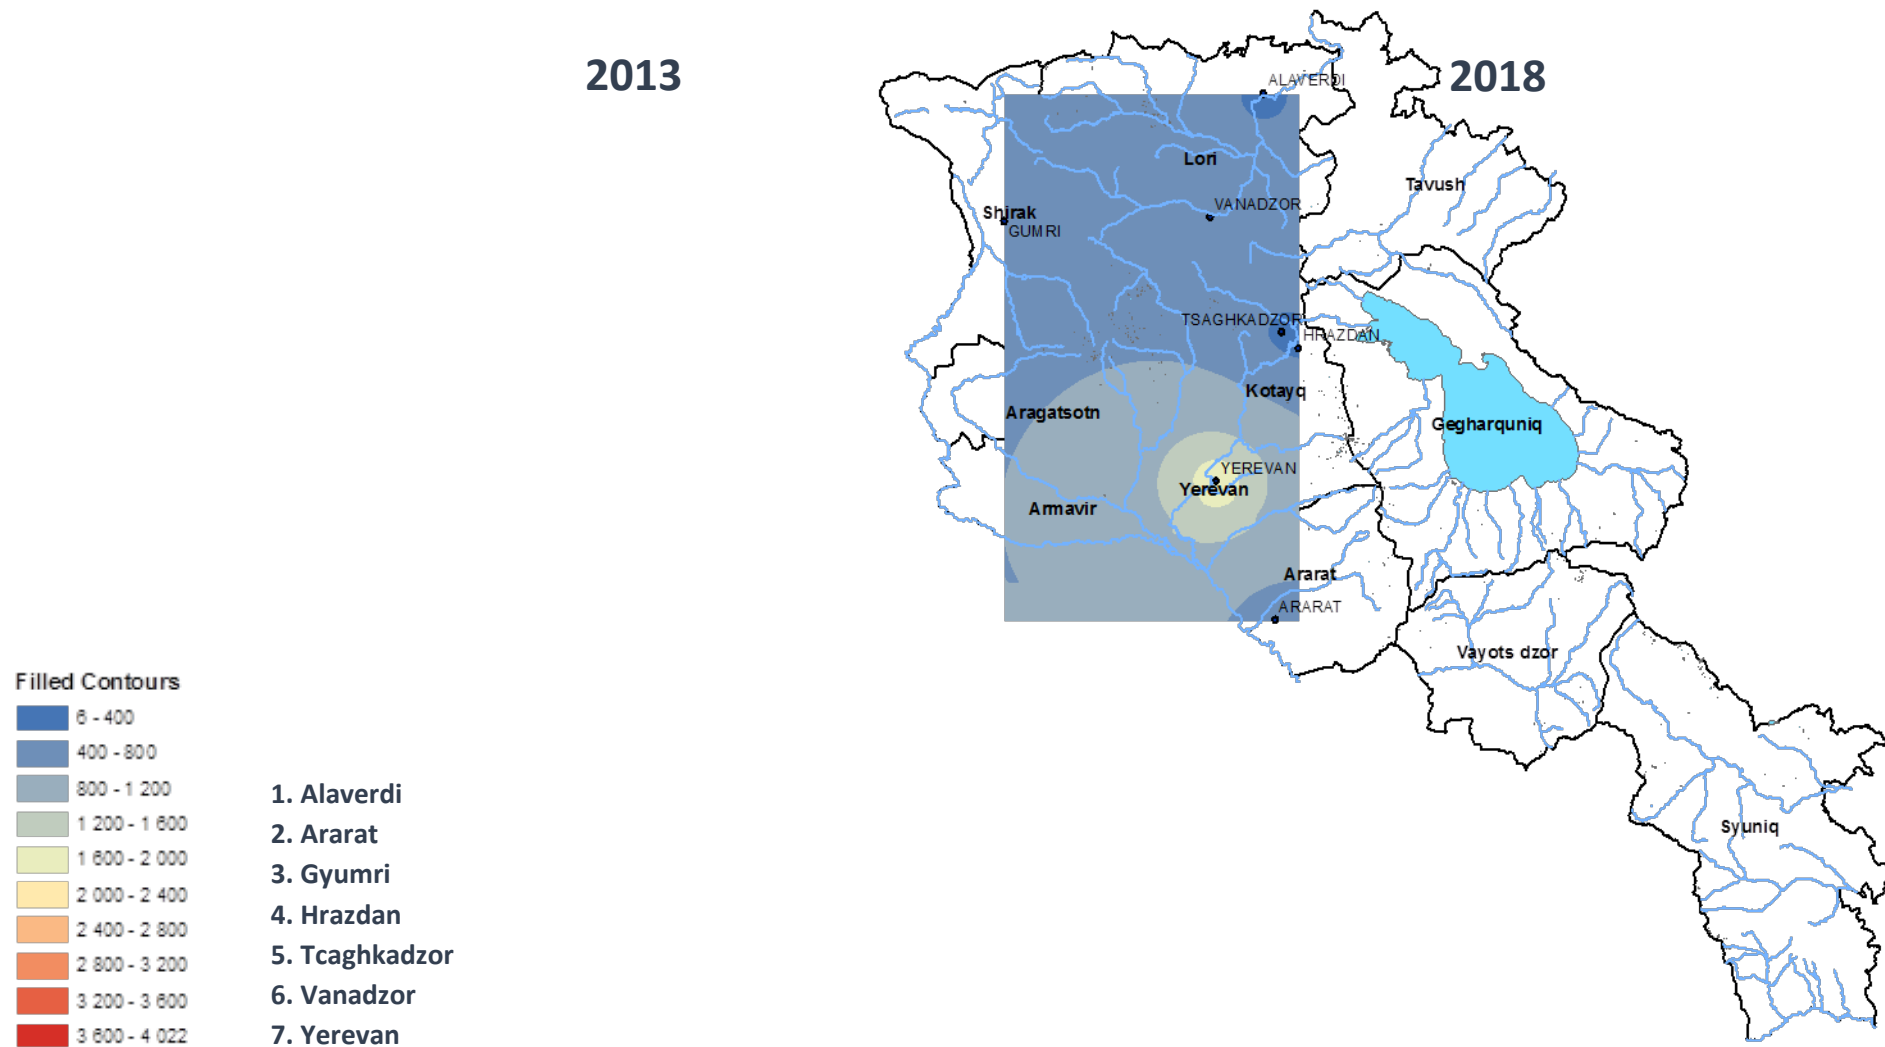 2013
2018
ALAVERDI
Lori
Tavush
VANADZOR
Shirak
GUMRI
TSAGHKADZOR
HRAZDAN
Kotayq
Aragatsotn
Gegharquniq
YEREVAN
Yerevan
Armavir
Ararat
ARARAT
Vayots dzor
Syuniq
Filled Contours
6 - 400
400 - 800
800 - 1 200
1 200 - 1 600
1 600 - 2 000
2 000 - 2 400
2 400 - 2 800
2 800 - 3 200
3 200 - 3 600
3 600 - 4 022
1. Alaverdi
2. Ararat
3. Gyumri
4. Hrazdan
5. Tcaghkadzor
6. Vanadzor
7. Yerevan